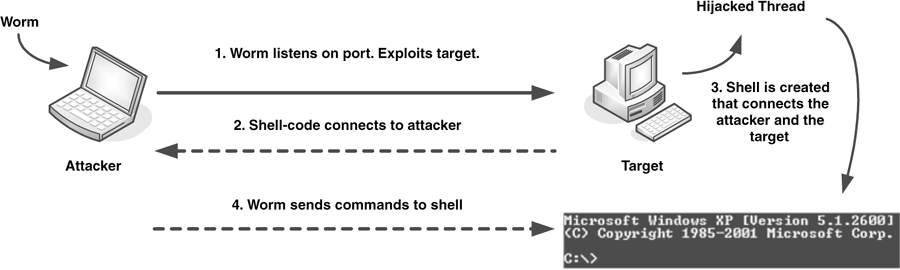 Worm
Hijacked Thread
1. Worm listens on port. Exploits target.
3. Shell is created
that connects the
attacker and the
target
2. Shell-code connects to attacker
Attacker
Target
4. Worm sends commands to shell
Microsoft Windows XP [Version 5.1.2600]
(C) Copyright 1985-2001 Microsoft Corp.
C:\>